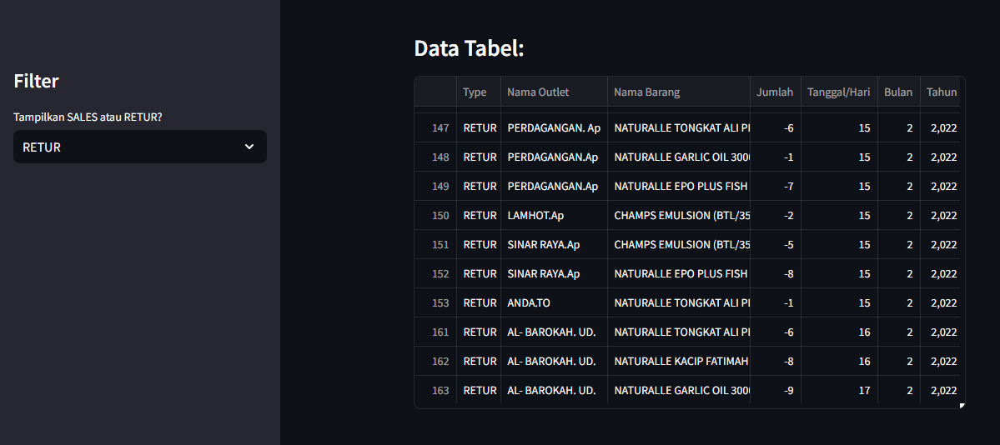 Filter
Tampilkan SALES atau RETUR?
RETUR
Data Tabel:
Type Nama Outlet Nama Barang Jumlah Tanggal/Hari Bulan Tahun
147 RETUR PERDAGANGAN. Ap NATURALLE TONGKAT ALI -6 15 2 2,022
148 RETUR PERDAGANGAN.Ap NATURALLE GARLIC OIL 300 -1 15 2 2,022
149 RETUR PERDAGANGAN.Ap NATURALLE EPO PLUS FISH -7 15 2 2,022
150 RETUR LAMHOT.Ap CHAMPS EMULSION (BTL/35 -2 15 2 2,022
151 RETUR SINAR RAYA.Ap CHAMPS EMULSION (BTL/35 -5 15 2 2,022
152 RETUR SINAR RAYA.Ap NATURALLE EPO PLUS FISH -8 15 2 2,022
153 RETUR ANDA.TO NATURALLE TONGKAT ALI -1 15 2 2,022
161 RETUR AL- BAROKAH. UD. NATURALLE TONGKAT ALI -6 16 2 2,022
162 RETUR AL- BAROKAH. UD. NATURALLE KACIP FATIMAH -8 16 2 2,022
163 RETUR AL- BAROKAH. UD. NATURALLE GARLIC OIL 300 -9 17 2 2,022